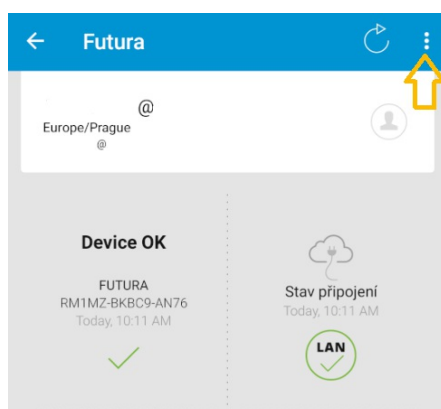 Futura
@
Europe/Prague
@
Device OK
FUTURA
RM1MZ-BKBC9-AN76
Today, 10:11 AM
Stav připojení
Today, 10:11 AM
LAN